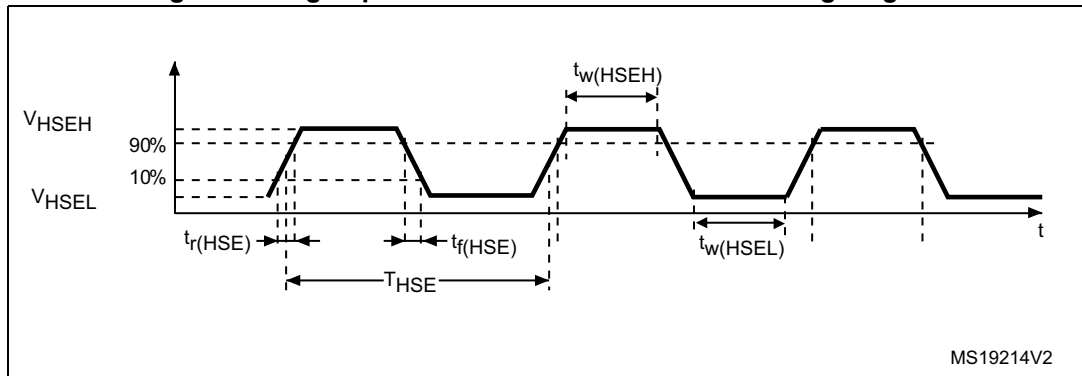 tw(HSEH)
VHSEH
90%
10%
VHSEL
t
tr(HSE)
tf(HSE)
tw(HSEL)
THSE
MS19214V2